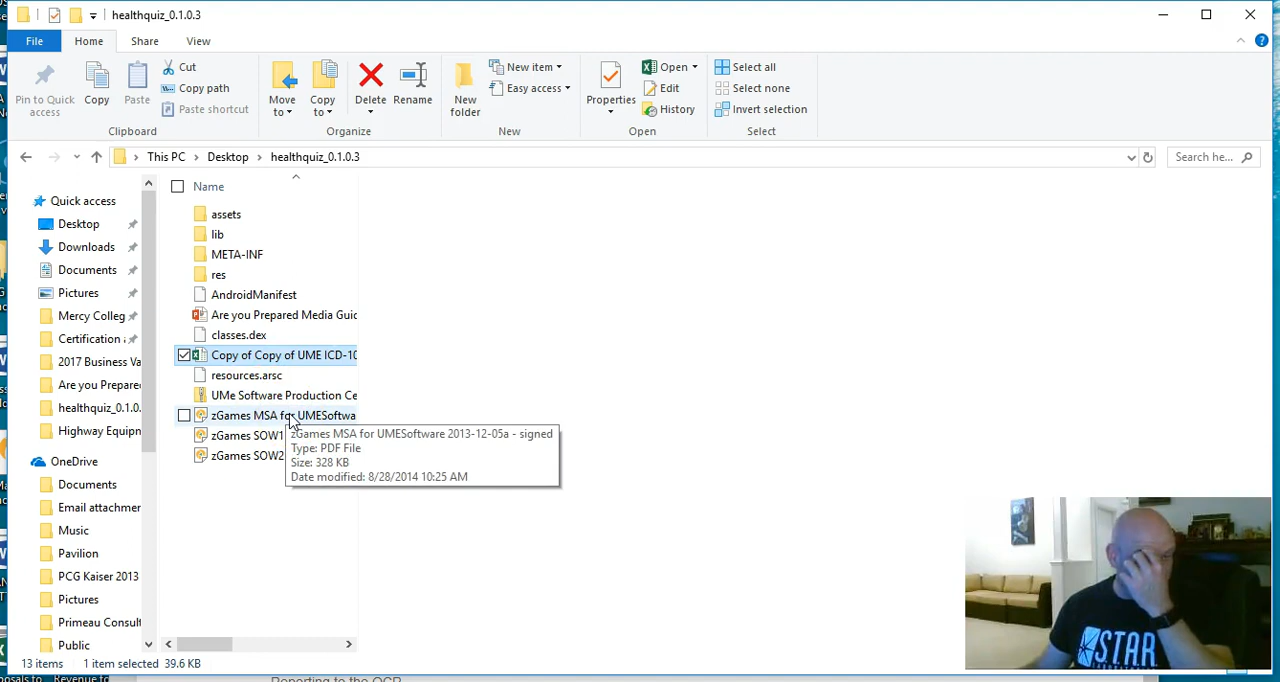 healthquiz_0.1.0.3
File Home Share View
Pin to Quick access
Copy
Paste
Cut
Copy path
Paste shortcut
Clipboard
Move to
Copy to
Delete
Rename
Organize
New folder
New item
Easy access
New
Properties
Open
Edit
History
Open
Select all
Select none
Invert selection
Select
This PC > Desktop > healthquiz_0.1.0.3
Search he...
Quick access
Desktop
Downloads
Documents
Pictures
Mercy Colleg
Certification
2017 Business Va
Are you Prepare
healthquiz_0.1.0.
Highway Equipn
OneDrive
Documents
Email attachmer
Music
Pavilion
PCG Kaiser 2013
Pictures
Primeau Consult
Public
Name
assets
lib
META-INF
res
AndroidManifest
Are you Prepared Media Guid
classes.dex
Copy of Copy of UME ICD-10
resources.arsc
UMe Software Production Ce
zGames MSA for UMESoftwa
zGames SOW1
zGames SOW2
zGames MSA for UMESoftware 2013-12-05a - signed
Type: PDF File
Size: 328 KB
Date modified: 8/28/2014 10:25 AM
13 items 1 item selected 39.6 KB
STAR
Reporting to the OCR